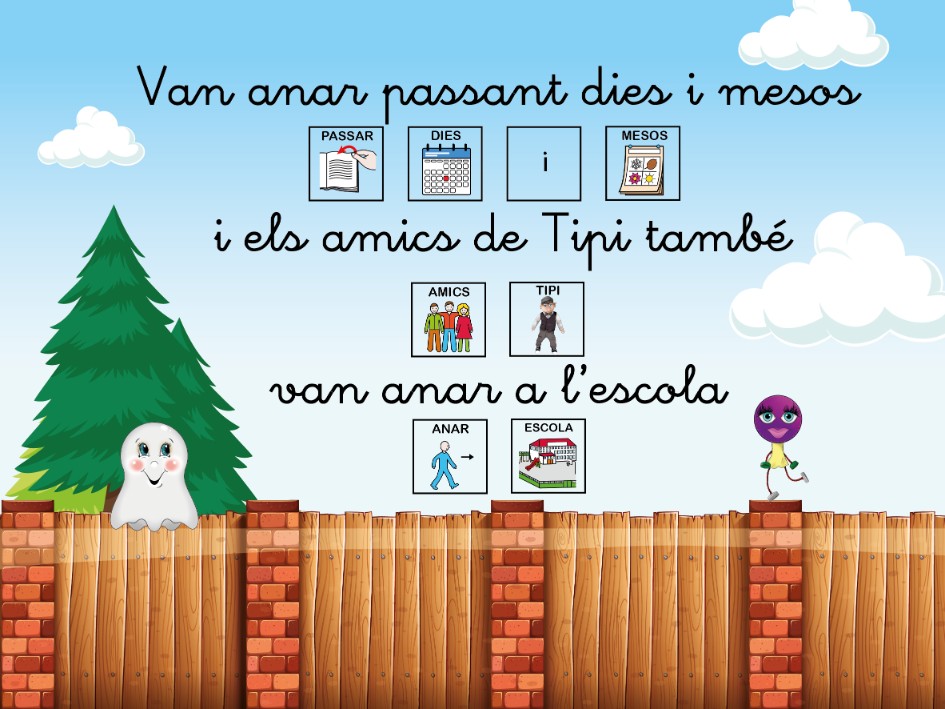 Van anar passant dies i mesos
PASSAR DIES i MESOS
i els amics de Tipi també
AMICS TIPI
van anar a l'escola
ANAR ESCOLA